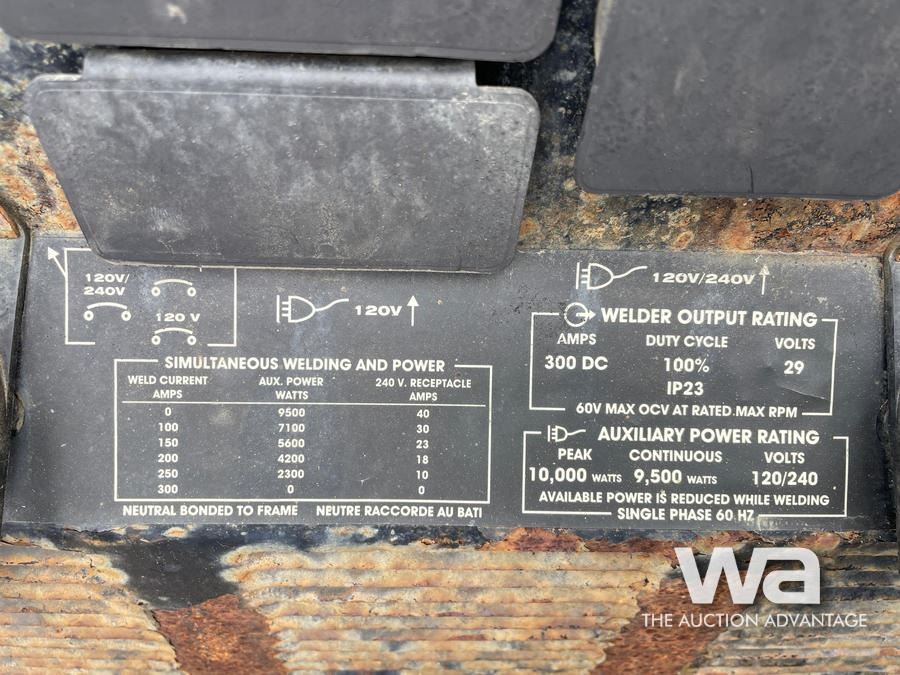 120V/
240V
120 V
120V
SIMULTANEOUS WELDING AND POWER
WELD CURRENT AMPS AUX. POWER WATTS 240 V. RECEPTACLE AMPS
0 9500 40
100 7100 30
150 5600 23
200 4200 18
250 2300 10
300 0 0
NEUTRAL BONDED TO FRAME NEUTRE RACCORDE AU BATI
120V/240V
WELDER OUTPUT RATING
AMPS DUTY CYCLE VOLTS
300 DC 100% 29
IP23
60V MAX OCV AT RATED MAX RPM
AUXILIARY POWER RATING
PEAK CONTINUOUS VOLTS
10,000 WATTS 9,500 WATTS 120/240
AVAILABLE POWER IS REDUCED WHILE WELDING
SINGLE PHASE 60 HZ
wa
THE AUCTION ADVANTAGE